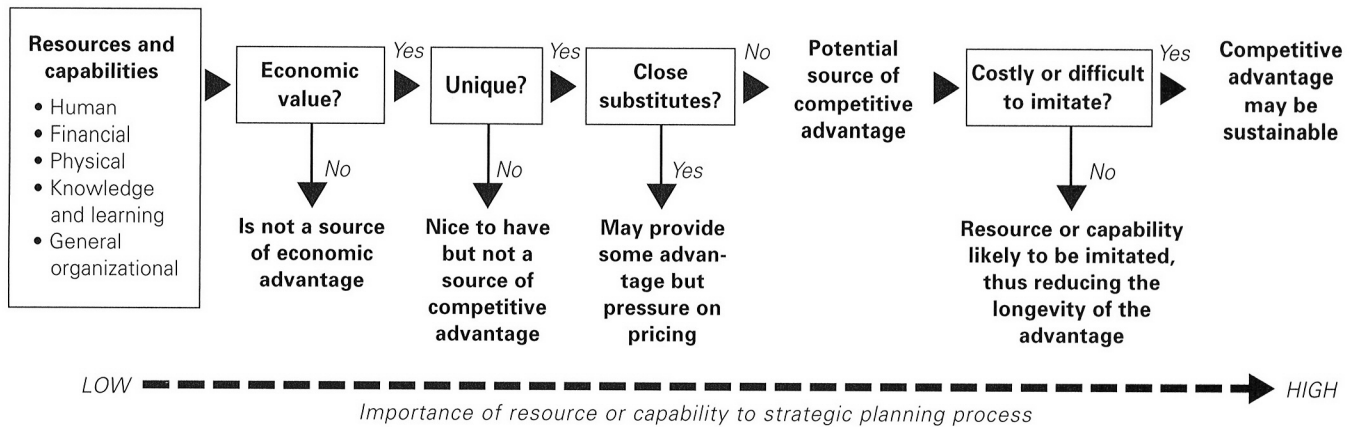 Resources and
capabilities
• Human
• Financial
• Physical
• Knowledge
and learning
• General
organizational
Economic
value?
Yes
No
Is not a source
of economic
advantage
Unique?
Yes
No
Nice to have
but not a
source of
competitive
advantage
Close
substitutes?
No
Yes
May provide
some advan-
tage but
pressure on
pricing
Potential
source of
competitive
advantage
Costly or difficult
to imitate?
Yes
No
Resource or capability
likely to be imitated,
thus reducing the
longevity of the
advantage
Competitive
advantage
may be
sustainable
LOW
HIGH
Importance of resource or capability to strategic planning process